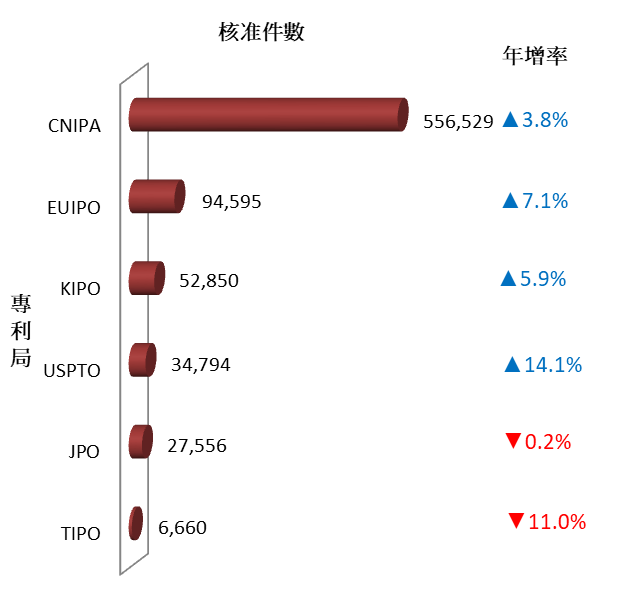 核准件數
年增率
CNIPA 556,529 ▲3.8%
EUIPO 94,595 ▲7.1%
KIPO 52,850 ▲5.9%
專利局
USPTO 34,794 ▲14.1%
JPO 27,556 ▼0.2%
TIPO 6,660 ▼11.0%